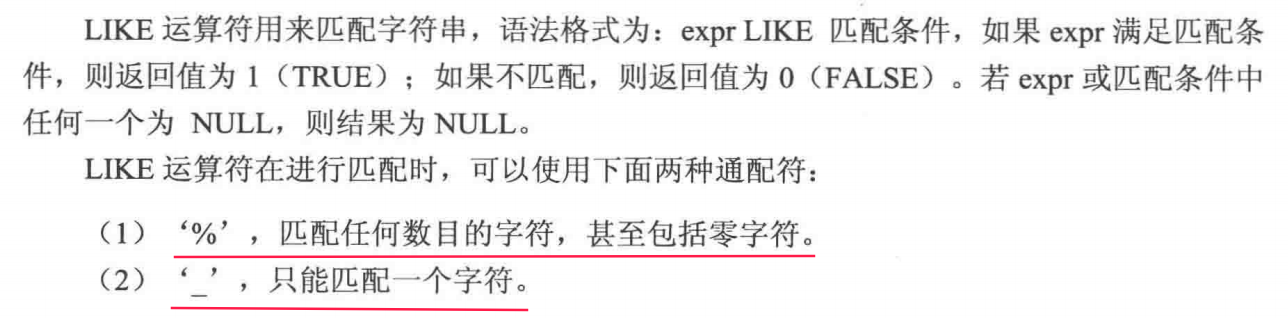 LIKE 运算符用来匹配字符串，语法格式为：expr LIKE 匹配条件，如果 expr 满足匹配条
件，则返回值为 1（TRUE）；如果不匹配，则返回值为 0（FALSE）。若 expr 或匹配条件中
任何一个为 NULL，则结果为 NULL。
LIKE 运算符在进行匹配时，可以使用下面两种通配符：
（1）‘%’，匹配任何数目的字符，甚至包括零字符。
（2）‘_’，只能匹配一个字符。